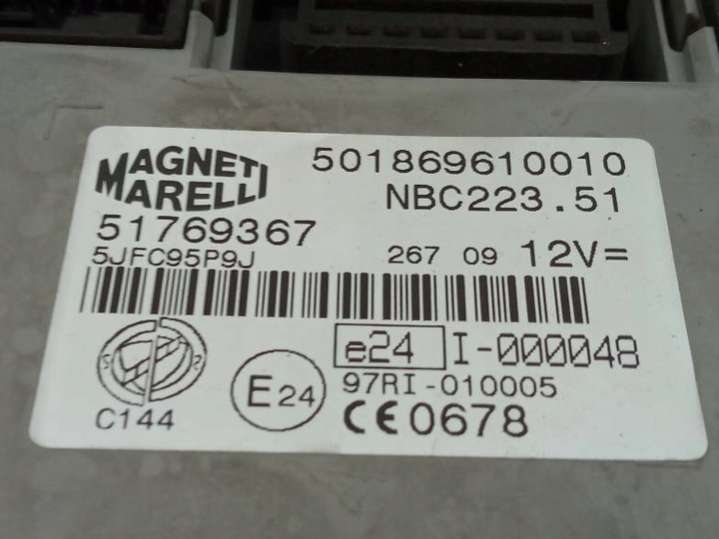 MAGNETI
MARELLI
501869610010
NBC223.51
51769367
5JFC95P9J
267 09 12V=
e24 I-000048
97RI-010005
E24
C144
CE0678